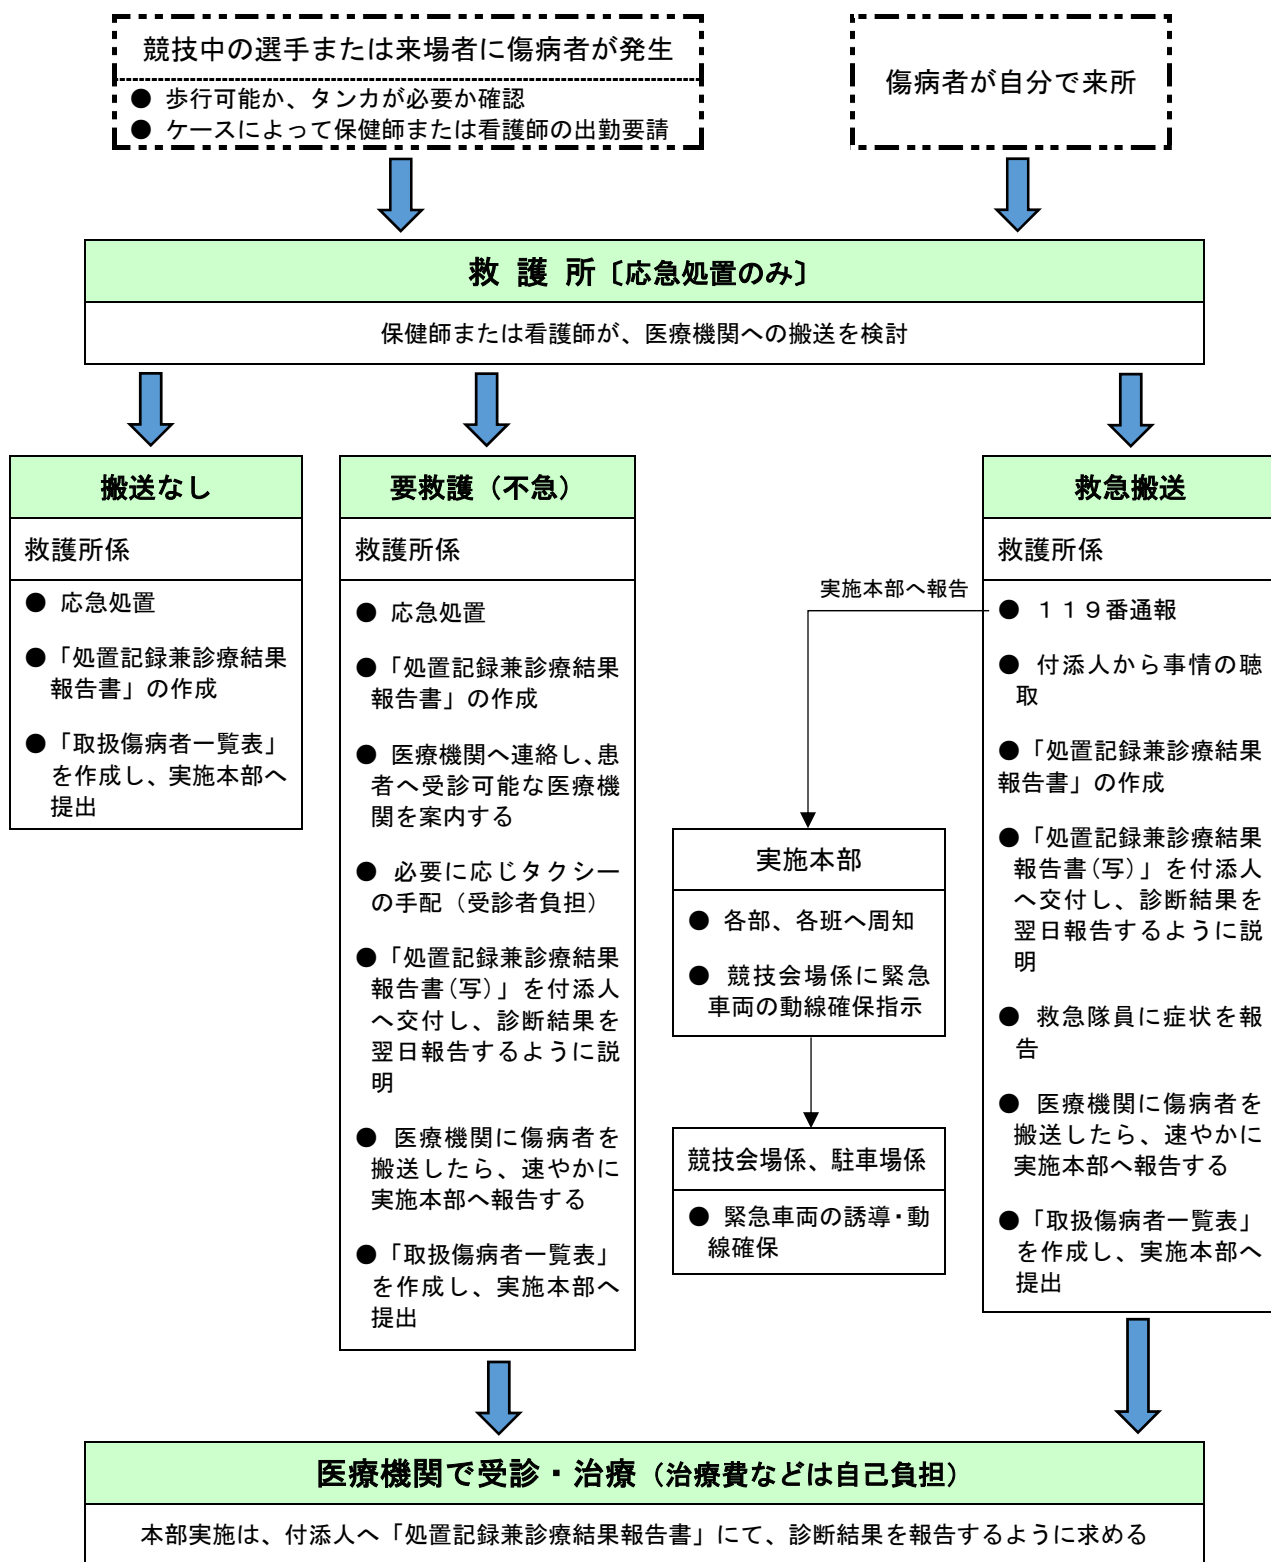 競技中の選手または来場者に傷病者が発生
● 歩行可能か、タンカが必要か確認
● ケースによって保健師または看護師の出勤要請
傷病者が自分で来所
救 護 所〔応急処置のみ〕
保健師または看護師が、医療機関への搬送を検討
搬送なし
救護所係
● 応急処置
●「処置記録兼診療結果
報告書」の作成
●「取扱傷病者一覧表」
を作成し、実施本部へ
提出
要救護（不急）
救護所係
● 応急処置
●「処置記録兼診療結果
報告書」の作成
● 医療機関へ連絡し、患
者へ受診可能な医療機
関を案内する
● 必要に応じタクシー
の手配（受診者負担）
●「処置記録兼診療結果
報告書（写）」を付添人
へ交付し、診断結果を
翌日報告するように説
明
● 医療機関に傷病者を
搬送したら、速やかに
実施本部へ報告する
●「取扱傷病者一覧表」
を作成し、実施本部へ
提出
実施本部へ報告
実施本部
● 各部、各班へ周知
● 競技会場係に緊急
車両の動線確保指示
競技会場係、駐車場係
● 緊急車両の誘導・動
線確保
救急搬送
救護所係
● １１９番通報
● 付添人から事情の聴
取
●「処置記録兼診療結果
報告書」の作成
●「処置記録兼診療結果
報告書（写）」を付添人
へ交付し、診断結果を
翌日報告するように説
明
● 救急隊員に症状を報
告
● 医療機関に傷病者を
搬送したら、速やかに
実施本部へ報告する
●「取扱傷病者一覧表」
を作成し、実施本部へ
提出
医療機関で受診・治療（治療費などは自己負担）
本部実施は、付添人へ「処置記録兼診療結果報告書」にて、診断結果を報告するように求める